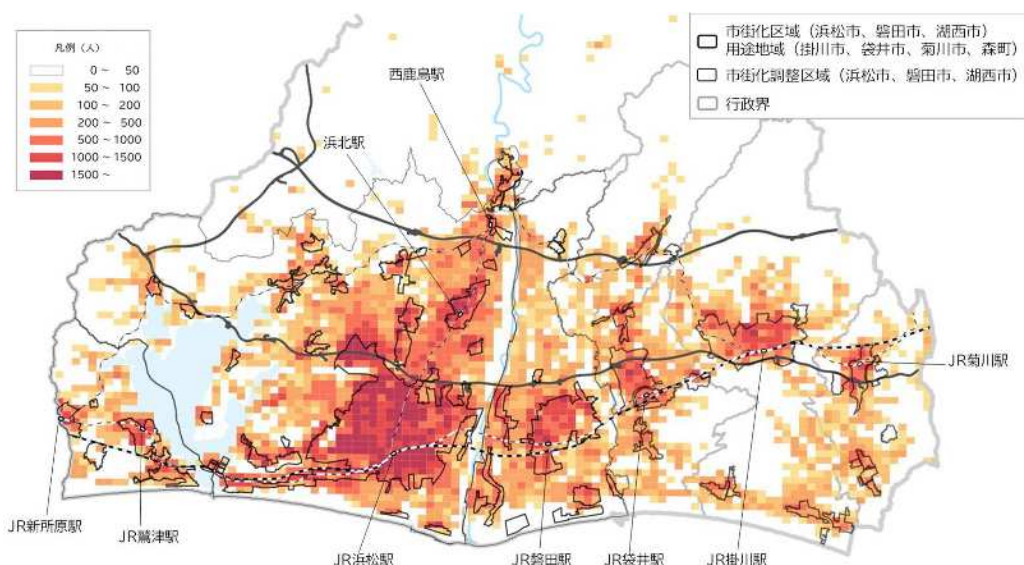 凡例（人）
0 ～ 50
50 ～ 100
100 ～ 200
200 ～ 500
500 ～ 1000
1000 ～ 1500
1500 ～
市街化区域（浜松市、磐田市、湖西市）
用途地域（掛川市、袋井市、菊川市、森町）
市街化調整区域（浜松市、磐田市、湖西市）
行政界
西鹿島駅
浜北駅
JR菊川駅
JR新所原駅
JR鷲津駅
JR浜松駅
JR磐田駅
JR袋井駅
JR掛川駅